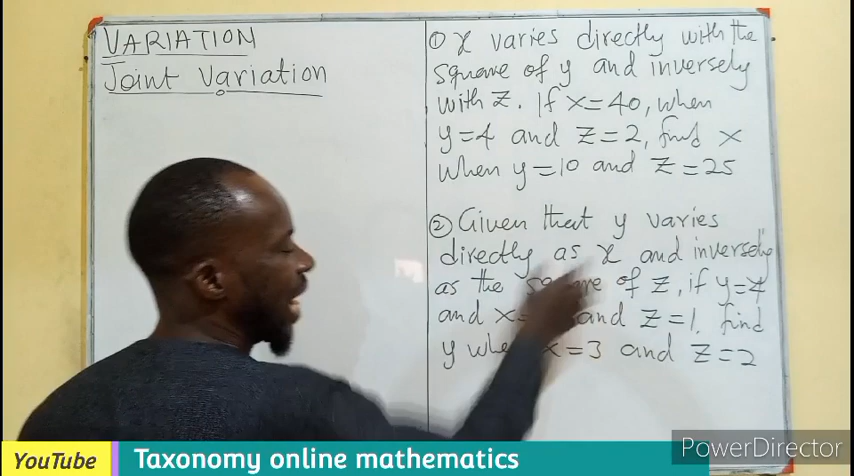 VARIATION
Joint Variation
① x varies directly with the
square of y and inversely
with z. If x=40, when
y=4 and z=2, find x
when y=10 and z=25
② Given that y varies
directly as x and inversely
as the square of z, if y=4
and x= and z=1, find
y when x=3 and z=2
PowerDirector
YouTube Taxonomy online mathematics